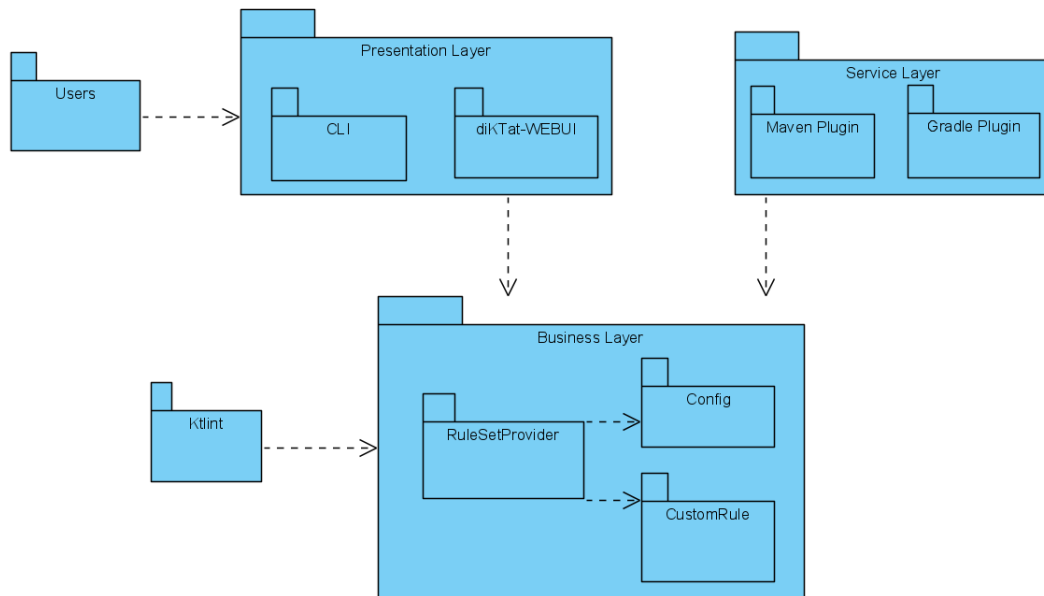 Presentation Layer
Service Layer
Users
CLI
diKTat-WEBUI
Maven Plugin
Gradle Plugin
Business Layer
Ktlint
RuleSetProvider
Config
CustomRule